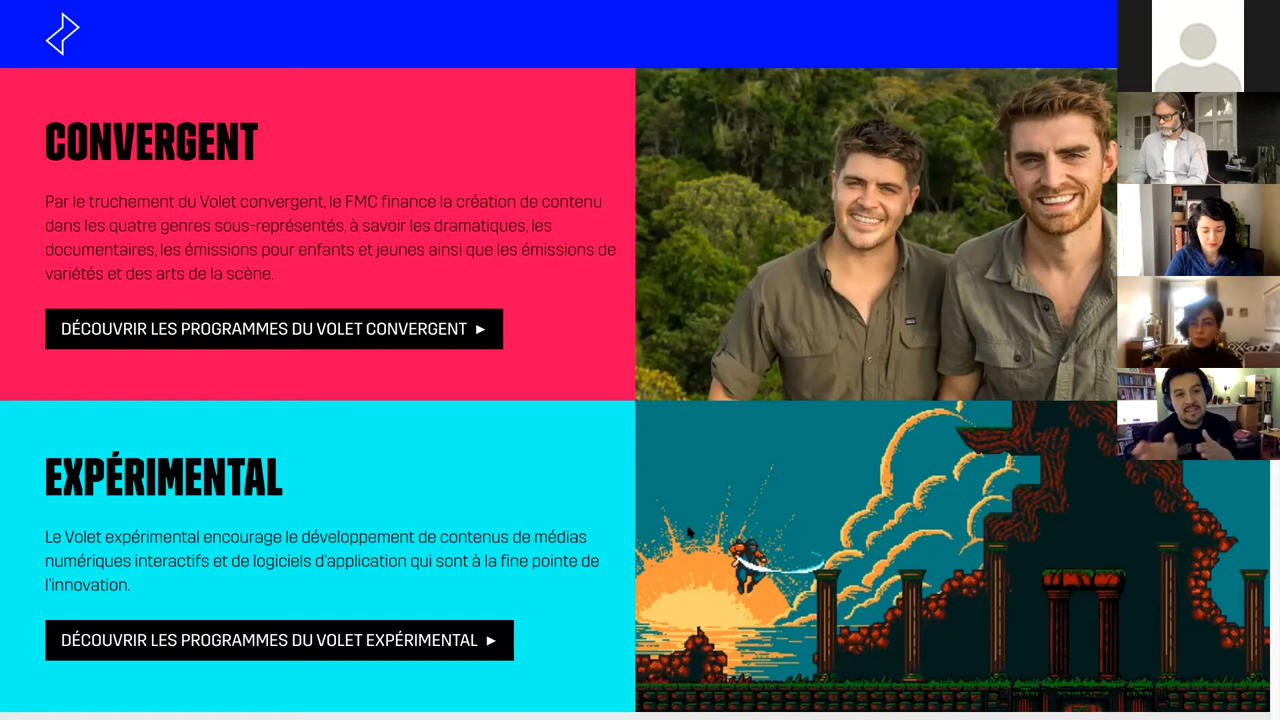 CONVERGENT
Par le truchement du Volet convergent, le FMC finance la création de contenu
dans les quatre genres sous-représentés, à savoir les dramatiques, les
documentaires, les émissions pour enfants et jeunes ainsi que les émissions de
variétés et des arts de la scène.
DÉCOUVRIR LES PROGRAMMES DU VOLET CONVERGENT ►
EXPÉRIMENTAL
Le Volet expérimental encourage le développement de contenus de médias
numériques interactifs et de logiciels d'application qui sont à la fine pointe de
l'innovation.
DÉCOUVRIR LES PROGRAMMES DU VOLET EXPÉRIMENTAL ►